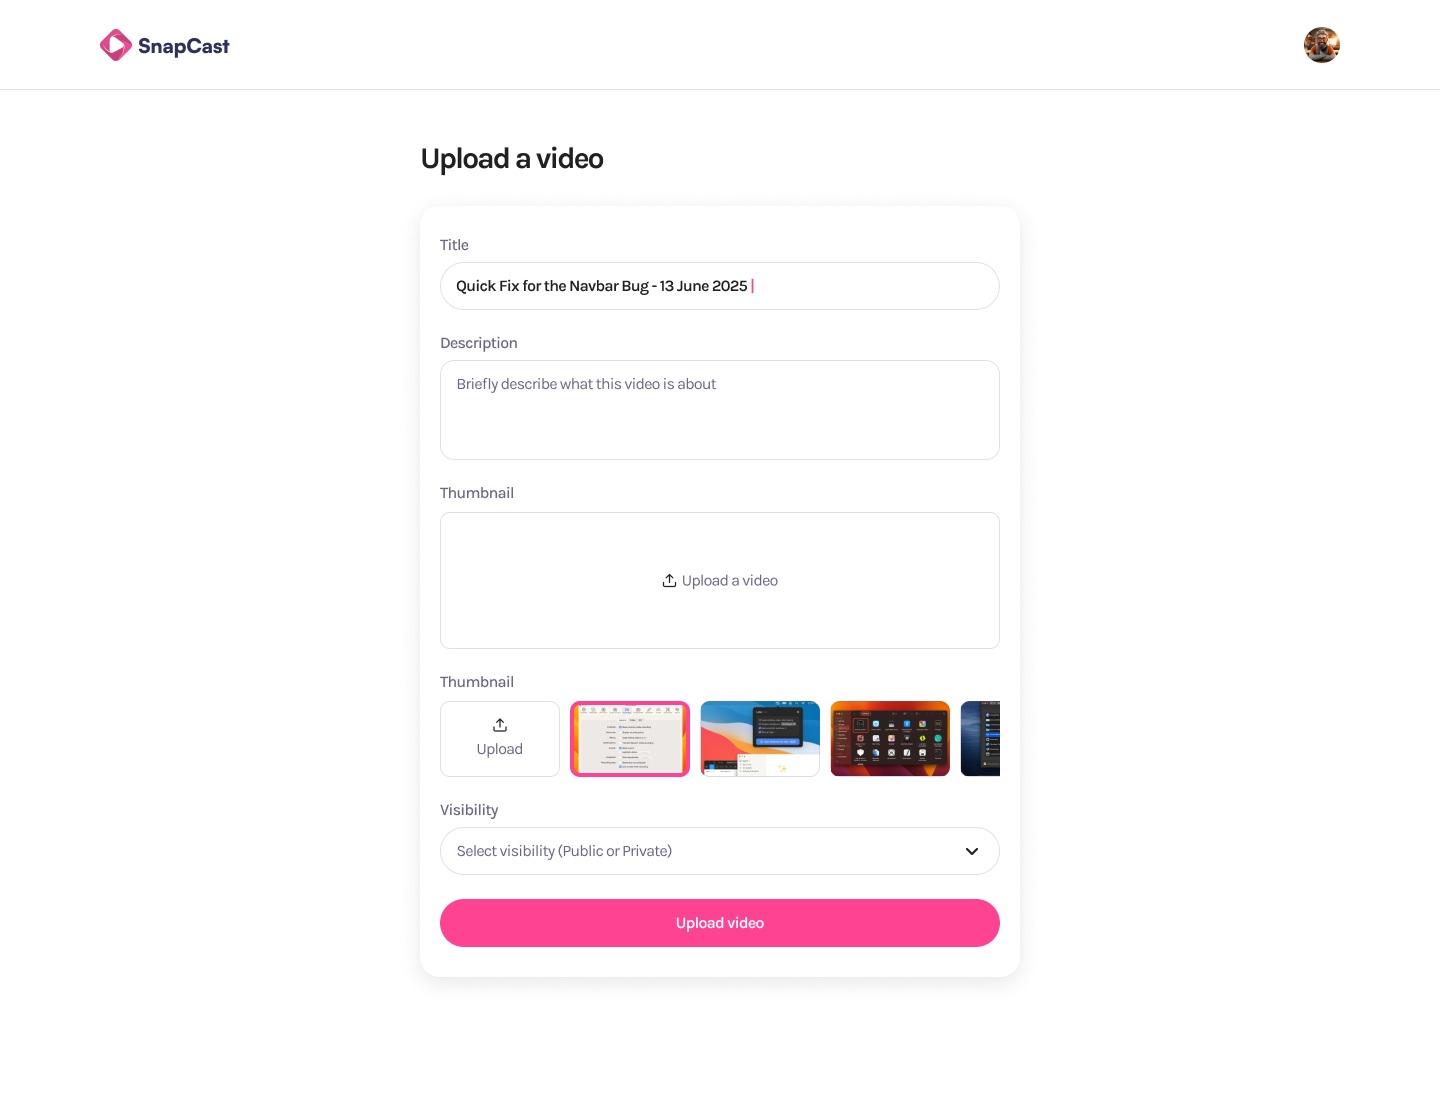 SnapCast
Upload a video
Title
Quick Fix for the Navbar Bug - 13 June 2025
Description
Briefly describe what this video is about
Thumbnail
Upload a video
Thumbnail
Upload
Visibility
Select visibility (Public or Private)
Upload video